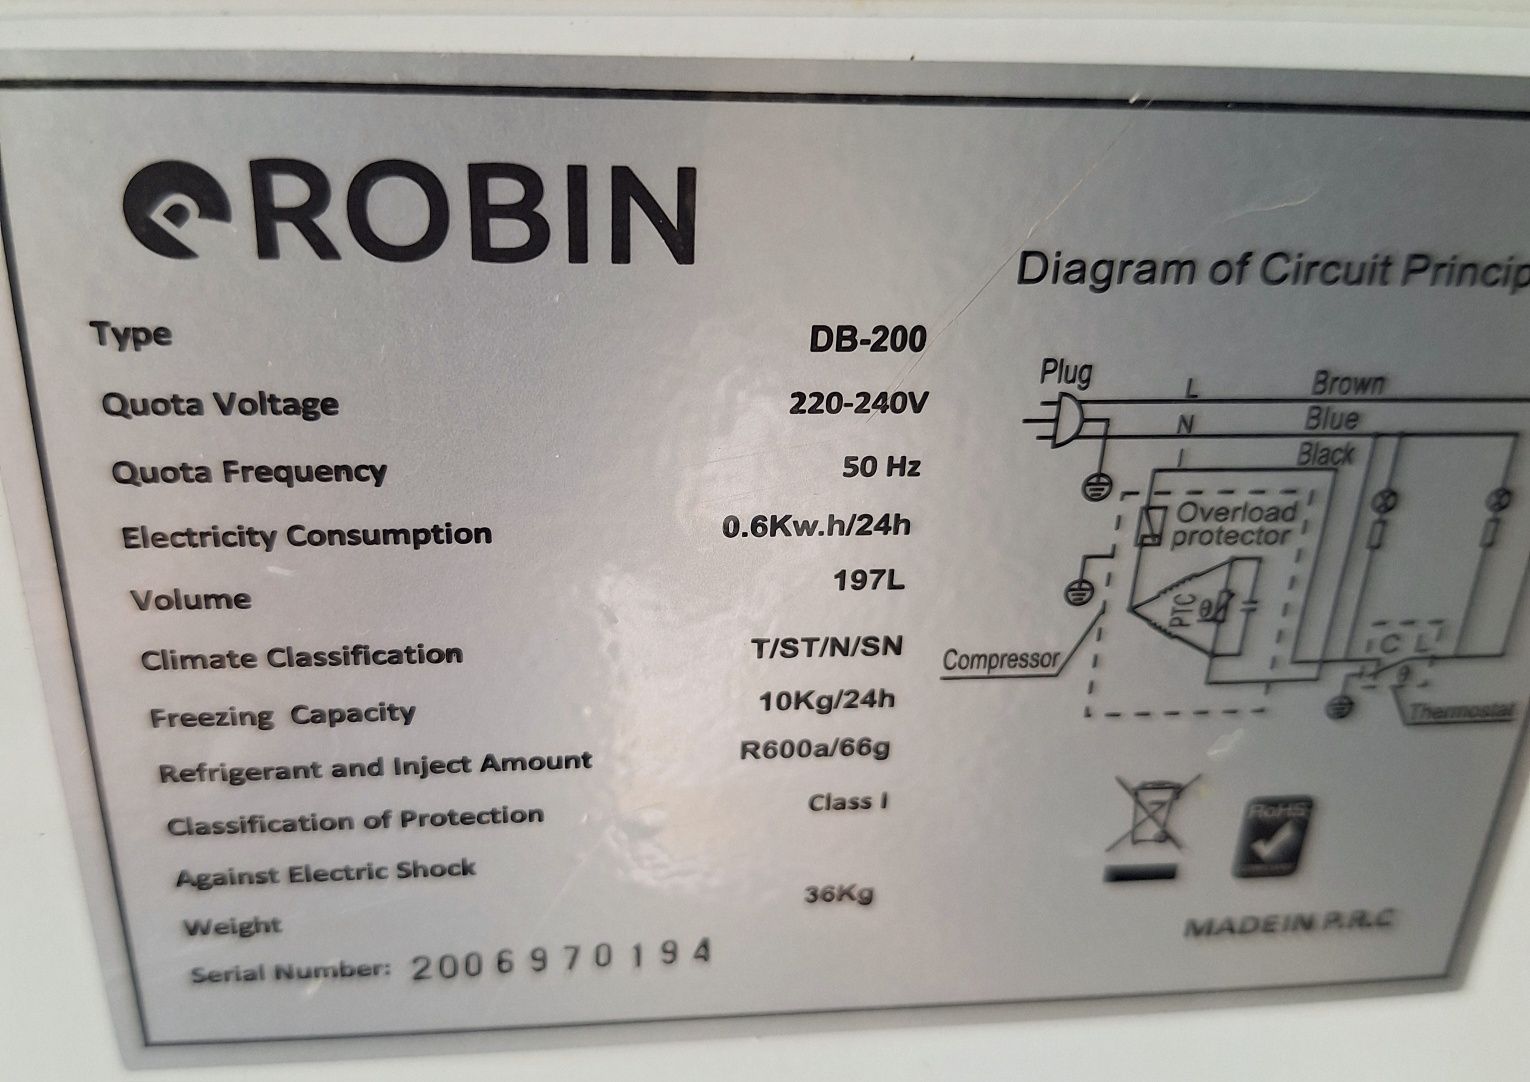 ROBIN
Type DB-200
Quota Voltage 220-240V
Quota Frequency 50 Hz
Electricity Consumption 0.6Kw.h/24h
Volume 197L
Climate Classification T/ST/N/SN
Freezing Capacity 10Kg/24h
Refrigerant and Inject Amount R600a/66g
Classification of Protection Class I
Against Electric Shock
Weight 36Kg
Serial Number: 2006970194
Diagram of Circuit Princip
Plug L Brown
N Blue
Black
Overload
protector
PTC θ
Compressor
C L
θ
Thermostat
RoHS
MADEIN P.R.C